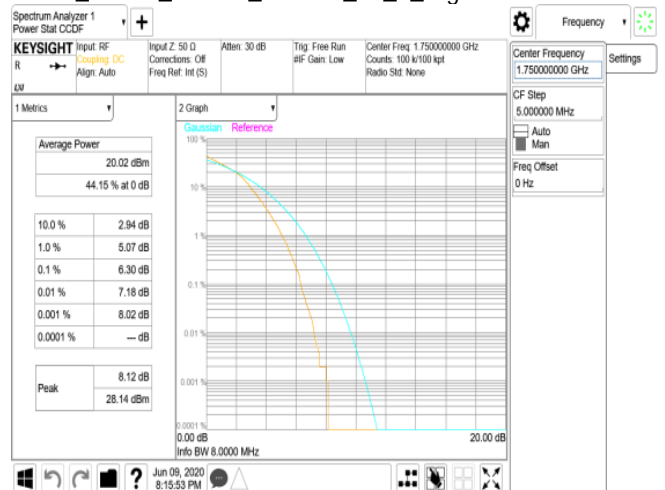 Spectrum Analyzer 1
Power Stat CCDF
Frequency
KEYSIGHT
R
LXI
Input: RF
Coupling: DC
Align: Auto
Input Z: 50 Ω
Corrections: Off
Freq Ref: Int (S)
Atten: 30 dB
Trig: Free Run
#IF Gain: Low
Center Freq: 1.750000000 GHz
Counts: 100 k/100 kpt
Radio Std: None
Center Frequency
1.750000000 GHz
Settings
CF Step
5.000000 MHz
Auto
Man
Freq Offset
0 Hz
1 Metrics
Average Power
20.02 dBm
44.15 % at 0 dB
10.0 % 2.94 dB
1.0 % 5.07 dB
0.1 % 6.30 dB
0.01 % 7.18 dB
0.001 % 8.02 dB
0.0001 % --- dB
Peak
8.12 dB
28.14 dBm
2 Graph
Gaussian Reference
100 %
10 %
1 %
0.1 %
0.01 %
0.001 %
0.0001 %
0.00 dB 20.00 dB
Info BW 8.0000 MHz
?
Jun 09, 2020
8:15:53 PM